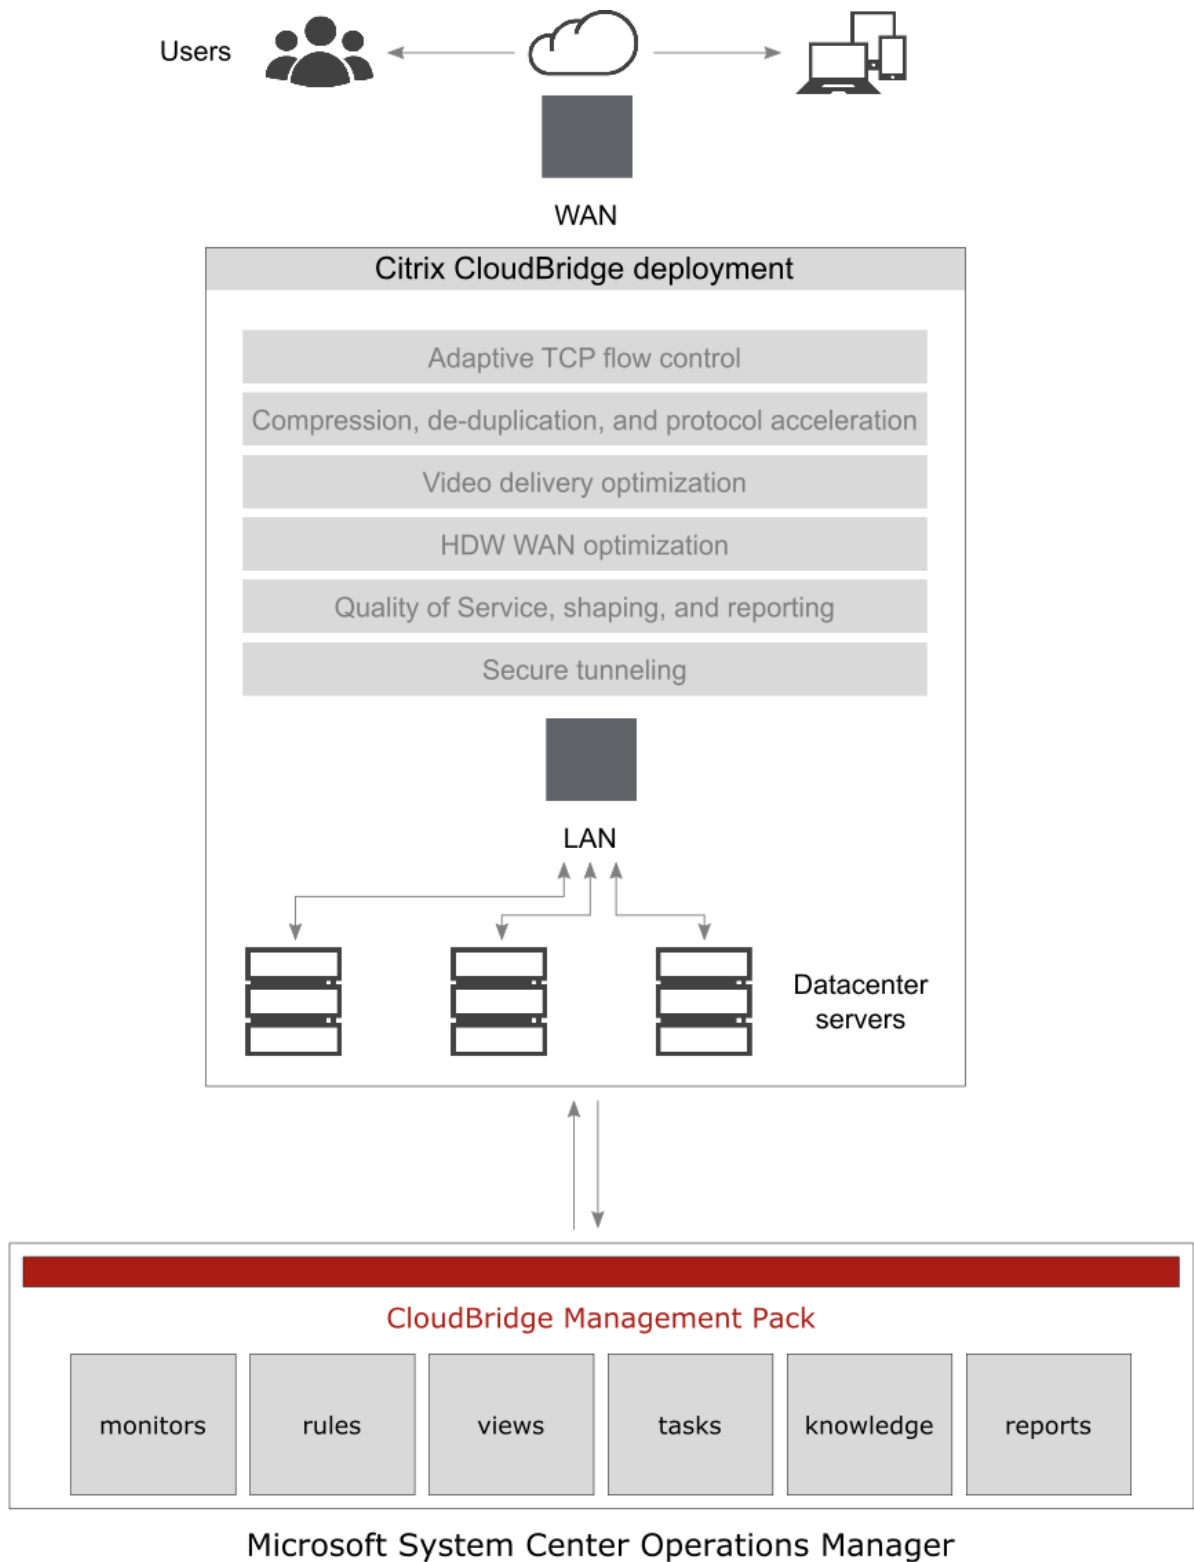 Users
WAN
Citrix CloudBridge deployment
Adaptive TCP flow control
Compression, de-duplication, and protocol acceleration
Video delivery optimization
HDW WAN optimization
Quality of Service, shaping, and reporting
Secure tunneling
LAN
Datacenter
servers
CloudBridge Management Pack
monitors
rules
views
tasks
knowledge
reports
Microsoft System Center Operations Manager